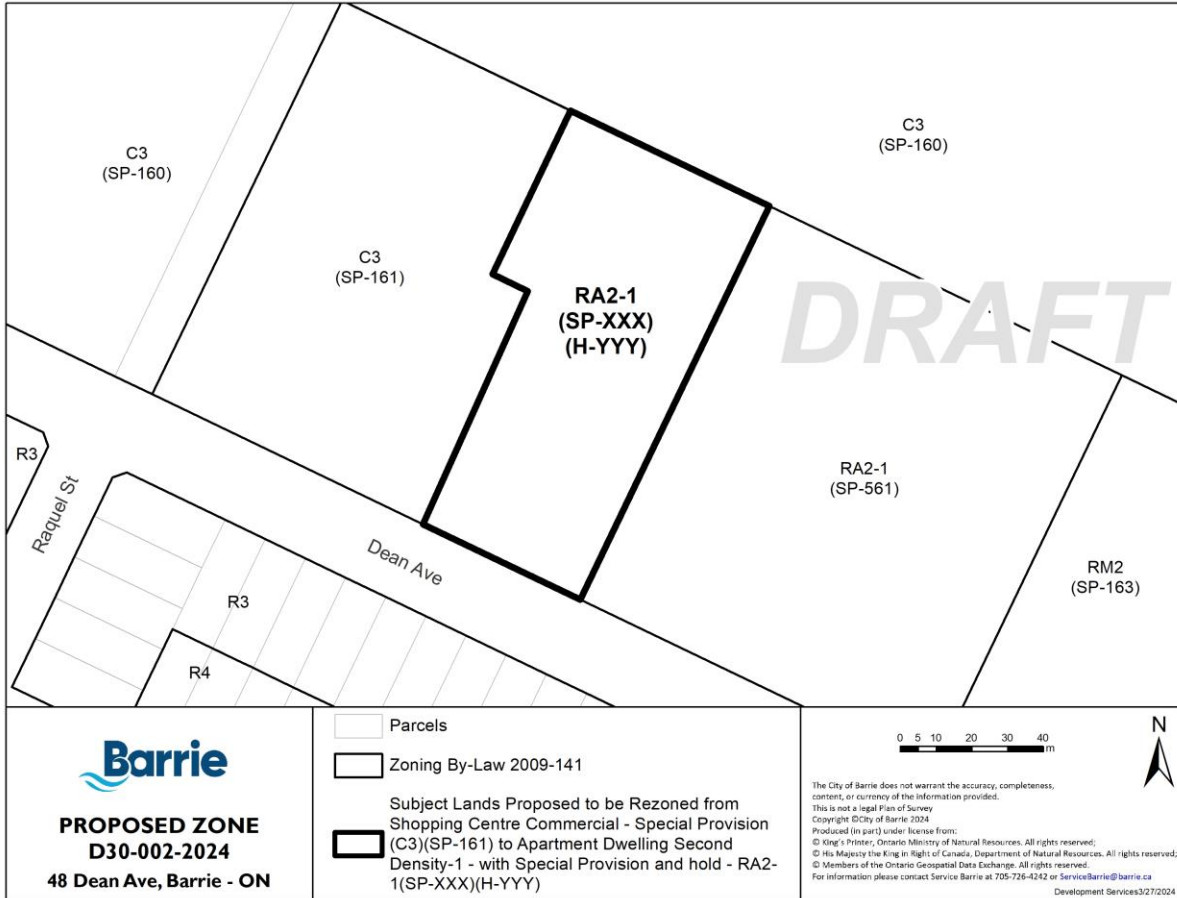 C3
(SP-160)
C3
(SP-160)
C3
(SP-161)
RA2-1
(SP-XXX)
(H-YYY)
DRAFT
RA2-1
(SP-561)
RM2
(SP-163)
R3
Raquel St
Dean Ave
R3
R4
Barrie
PROPOSED ZONE
D30-002-2024
48 Dean Ave, Barrie - ON
Parcels
Zoning By-Law 2009-141
Subject Lands Proposed to be Rezoned from
Shopping Centre Commercial - Special Provision
(C3)(SP-161) to Apartment Dwelling Second
Density-1 - with Special Provision and hold - RA2-
1(SP-XXX)(H-YYY)
0 5 10 20 30 40
m
N
The City of Barrie does not warrant the accuracy, completeness,
content, or currency of the information provided.
This is not a legal Plan of Survey
Copyright ©City of Barrie 2024
Produced (in part) under license from:
© King's Printer, Ontario Ministry of Natural Resources. All rights reserved;
© His Majesty the King in Right of Canada, Department of Natural Resources. All rights reserved;
© Members of the Ontario Geospatial Data Exchange. All rights reserved.
For information please contact Service Barrie at 705-726-4242 or ServiceBarrie@barrie.ca
Development Services3/27/2024